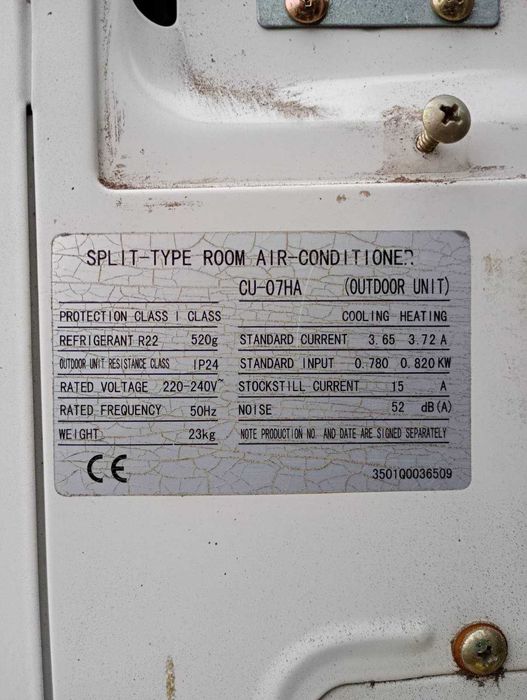 SPLIT-TYPE ROOM AIR-CONDITIONER
CU-07HA (OUTDOOR UNIT)
PROTECTION CLASS I CLASS
COOLING HEATING
REFRIGERANT R22 520g
STANDARD CURRENT 3.65 3.72 A
OUTDOOR UNIT RESISTANCE CLASS IP24
STANDARD INPUT 0.780 0.820 KW
RATED VOLTAGE 220-240V~
STOCKSTILL CURRENT 15 A
RATED FREQUENCY 50Hz
NOISE 52 dB(A)
WEIGHT 23kg
NOTE PRODUCTION NO. AND DATE ARE SIGNED SEPARATELY
CE
3501Q0036509